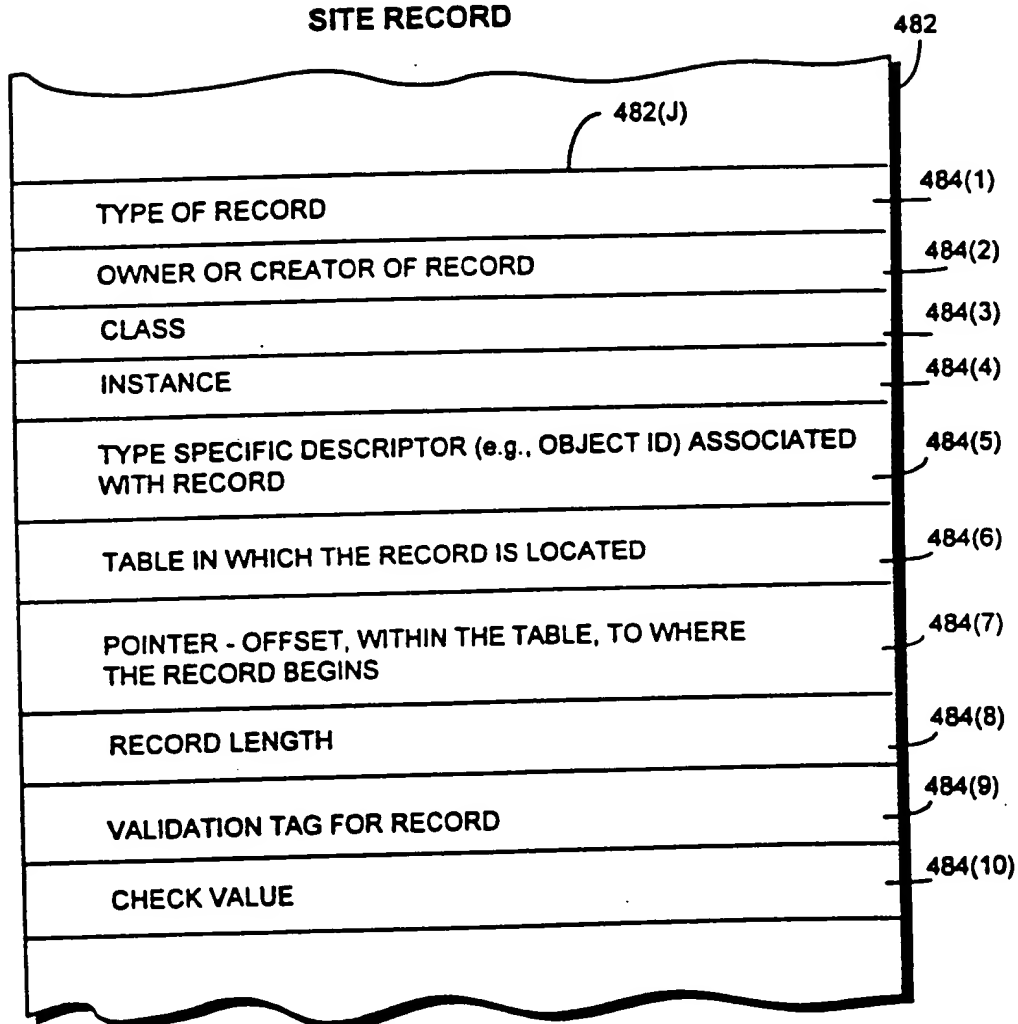 SITE RECORD
482
482(J)
TYPE OF RECORD
484(1)
OWNER OR CREATOR OF RECORD
484(2)
CLASS
484(3)
INSTANCE
484(4)
TYPE SPECIFIC DESCRIPTOR (e.g., OBJECT ID) ASSOCIATED
WITH RECORD
484(5)
TABLE IN WHICH THE RECORD IS LOCATED
484(6)
POINTER - OFFSET, WITHIN THE TABLE, TO WHERE
THE RECORD BEGINS
484(7)
RECORD LENGTH
484(8)
VALIDATION TAG FOR RECORD
484(9)
CHECK VALUE
484(10)